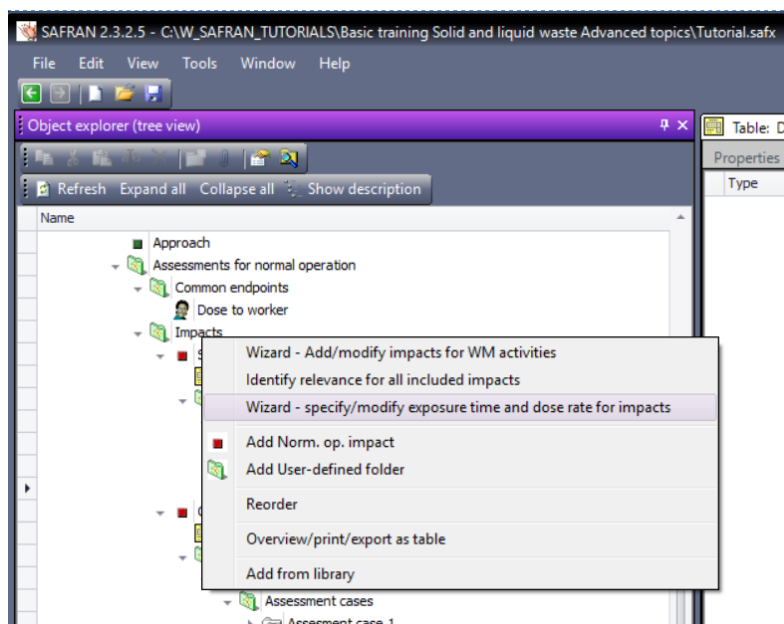 SAFRAN 2.3.2.5 - C:\W_SAFRAN_TUTORIALS\Basic training Solid and liquid waste Advanced topics\Tutorial.safx
File Edit View Tools Window Help
Object explorer (tree view)
Table: D
Properties
Refresh Expand all Collapse all Show description
Type
Name
Approach
Assessments for normal operation
Common endpoints
Dose to worker
Impacts
Wizard - Add/modify impacts for WM activities
Identify relevance for all included impacts
Wizard - specify/modify exposure time and dose rate for impacts
Add Norm. op. impact
Add User-defined folder
Reorder
Overview/print/export as table
Add from library
Assessment cases
Assesment case 1